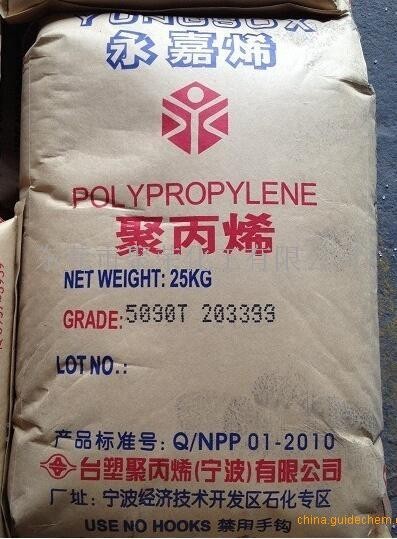 YUNGSOX
永嘉烯
POLYPROPYLENE
聚丙烯
NET WEIGHT: 25KG
GRADE: 5090T 203399
LOT NO.:
产品标准号: Q/NPP 01-2010
台塑聚丙烯(宁波)有限公司
厂址: 宁波经济技术开发区石化专区
USE NO HOOKS 禁用手钩
china.guidechem.com